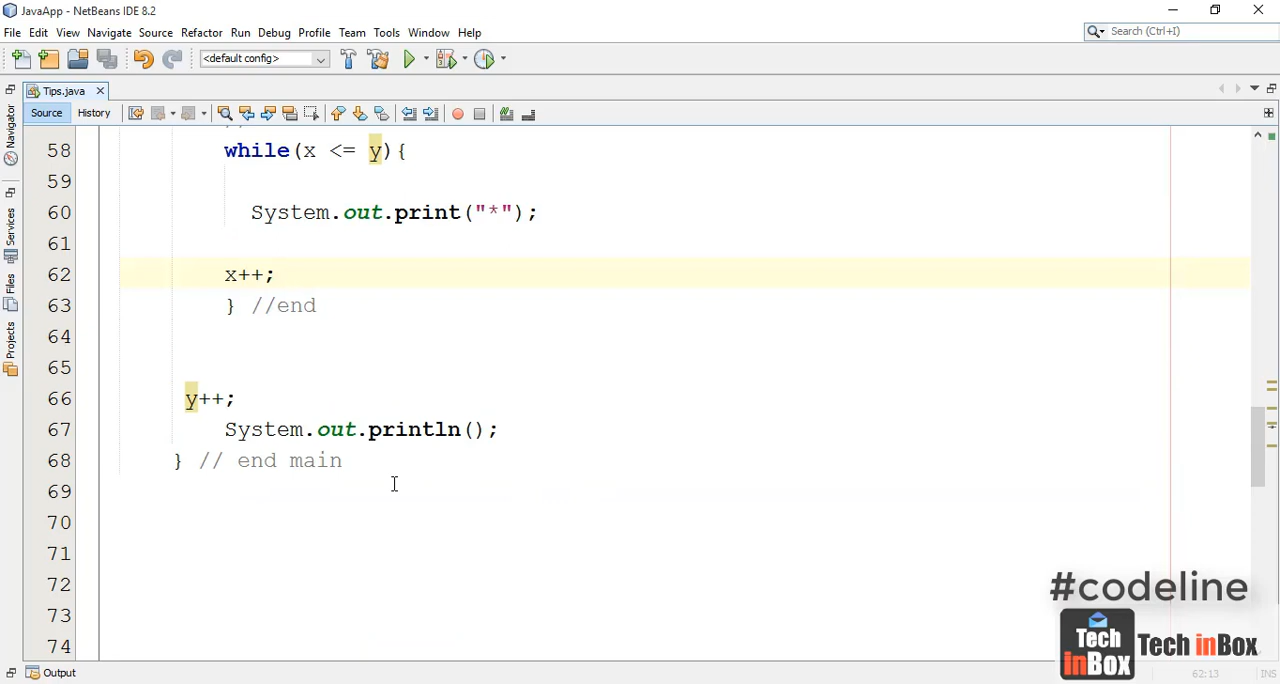 JavaApp - NetBeans IDE 8.2
File Edit View Navigate Source Refactor Run Debug Profile Team Tools Window Help
Search (Ctrl+I)
<default config>
Tips.java
Source History
Navigator
Services
Files
Projects
58 while(x <= y){
59
60 System.out.print("*");
61
62 x++;
63 } //end
64
65
66 y++;
67 System.out.println();
68 } // end main
69
70
71
72
73
74
#codeline
Tech inBox Tech inBox
Output
62:13 INS